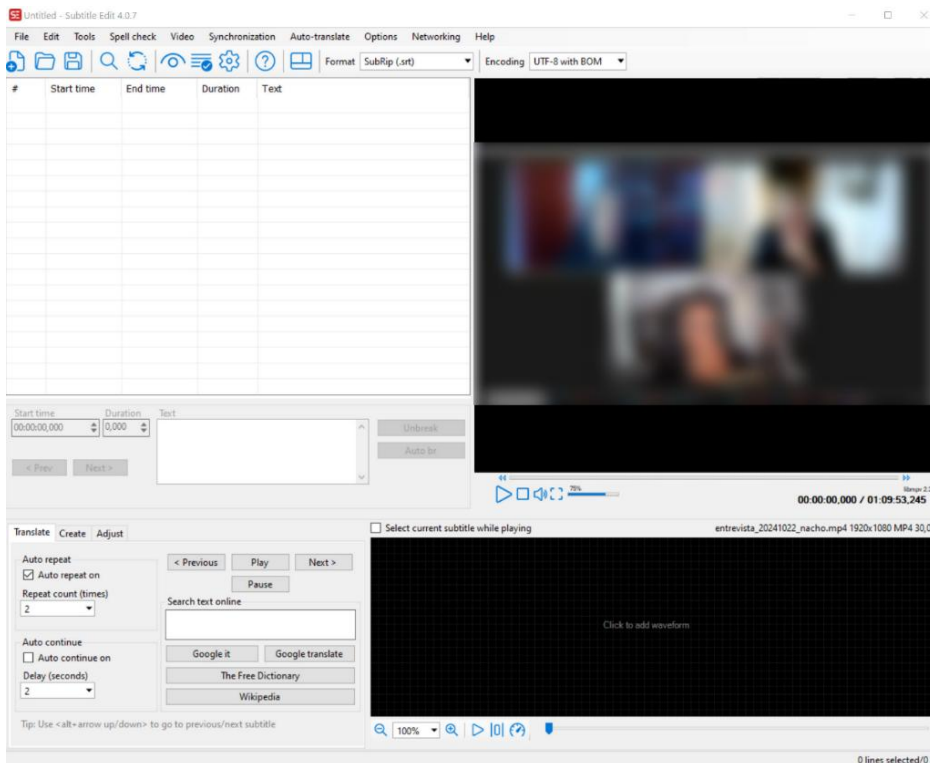 Untitled - Subtitle Edit 4.0.7
File Edit Tools Spell check Video Synchronization Auto-translate Options Networking Help
Format SubRip (.srt) Encoding UTF-8 with BOM
# Start time End time Duration Text
Start time Duration Text
00:00:00,000 0,000 Unbreak
Auto br
< Prev Next >
75%
00:00:00,000 / 01:09:53,245
Translate Create Adjust
Select current subtitle while playing entrevista_20241022_nacho.mp4 1920x1080 MP4 30,0
Auto repeat
< Previous Play Next >
Auto repeat on
Pause
Repeat count (times)
Search text online
2
Click to add waveform
Auto continue
Auto continue on
Google it Google translate
Delay (seconds)
The Free Dictionary
2
Wikipedia
Tip: Use <alt+arrow up/down> to go to previous/next subtitle
100%
0 lines selected/0